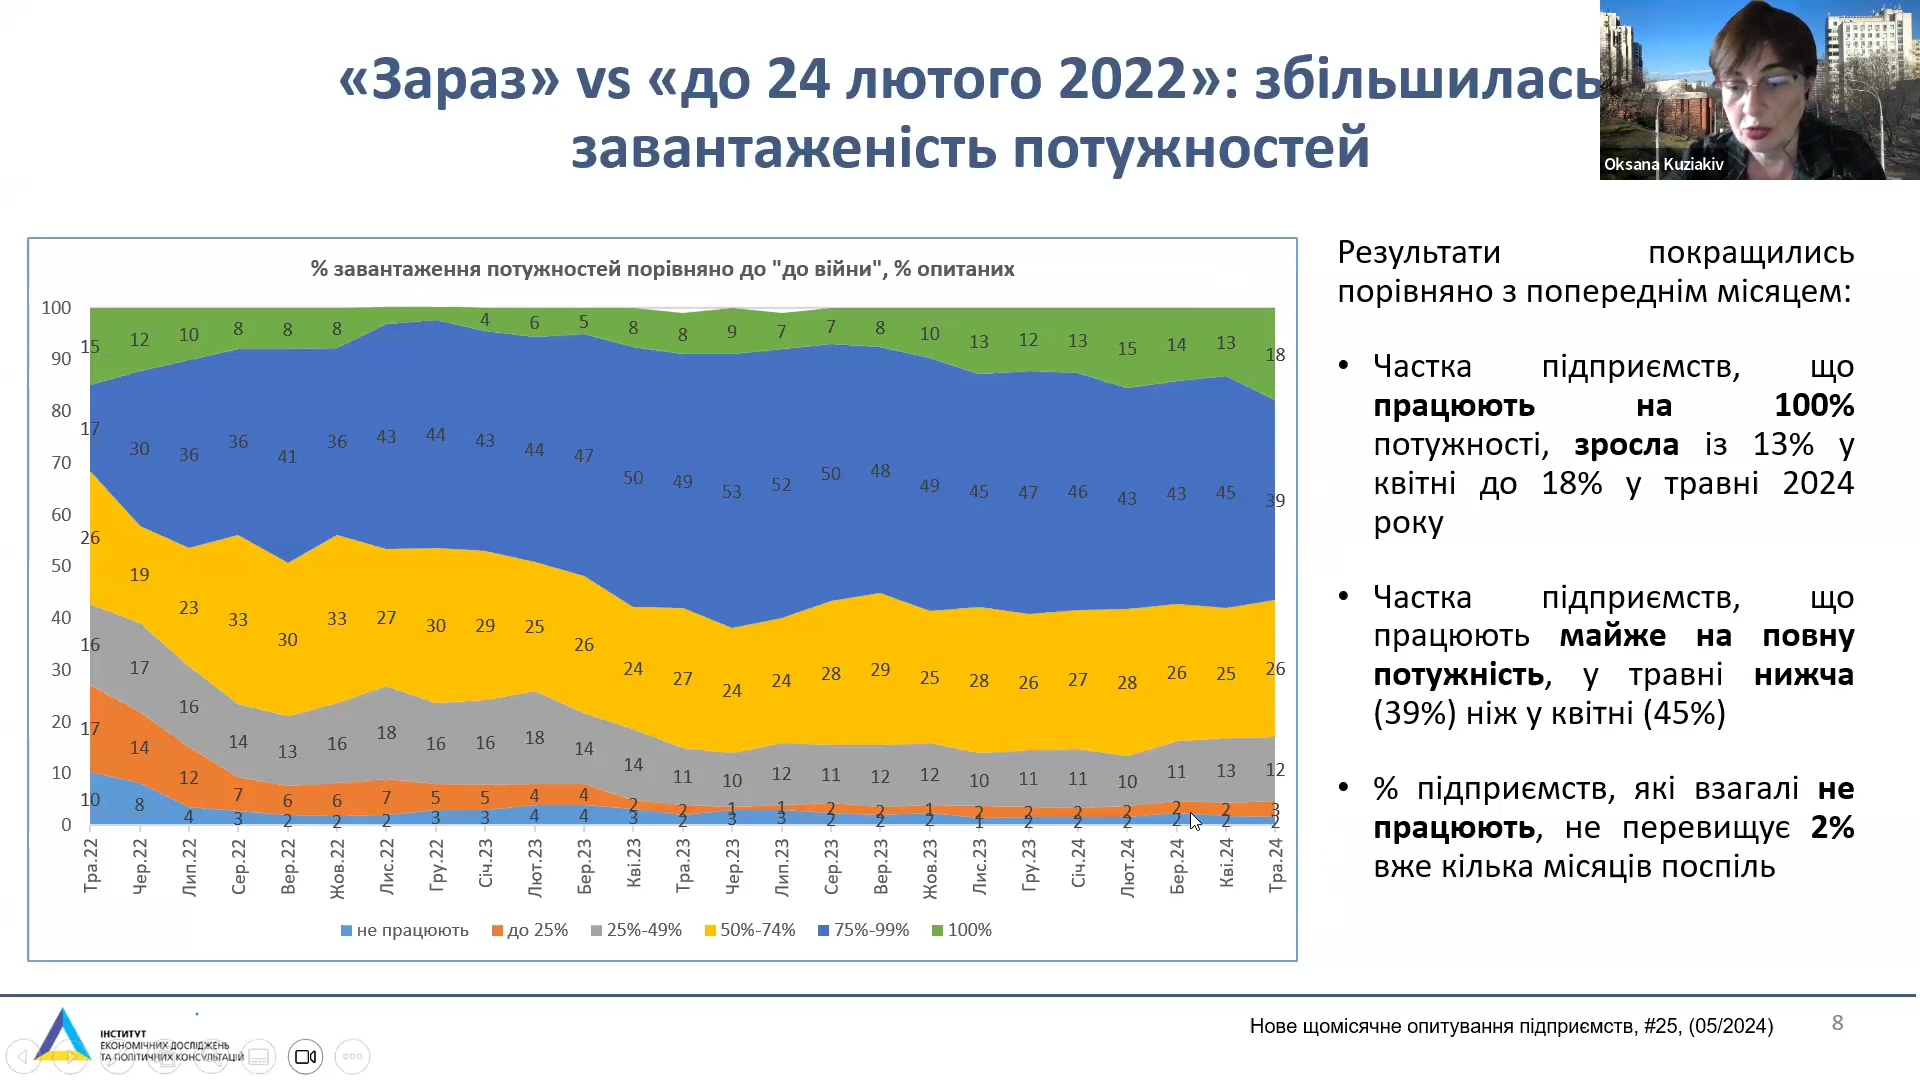 «Зараз» vs «до 24 лютого 2022»: збільшилась
завантаженість потужностей
Oksana Kuziakiv
% завантаження потужностей порівняно до "до війни", % опитаних
100
90
80
70
60
50
40
30
20
10
0
15 12 10 8 8 8 4 6 5 8 8 9 7 7 8 10 13 12 13 15 14 13 18
17 30 36 36 41 36 43 44 43 44 47 50 49 53 52 50 48 49 45 47 46 43 43 45 39
26 19 23 33 30 33 27 30 29 25 26 24 27 24 24 28 29 25 28 26 27 28 26 25 26
16 17 16 14 13 16 18 16 16 18 14 14 11 10 12 11 12 12 10 11 11 10 11 13 12
17 14 12 7 6 6 7 5 5 4 4 2 2 1 1 2 2 1 2 2 2 2 2 2 3
10 8 4 3 2 2 2 3 3 4 4 3 2 3 3 2 2 2 1 2 2 2 2 2 2
Тра.22 Чер.22 Лип.22 Сер.22 Вер.22 Жов.22 Лис.22 Гру.22 Січ.23 Лют.23 Бер.23 Кві.23 Тра.23 Чер.23 Лип.23 Сер.23 Вер.23 Жов.23 Лис.23 Гру.23 Січ.24 Лют.24 Бер.24 Кві.24 Тра.24
не працюють до 25% 25%-49% 50%-74% 75%-99% 100%
Результати покращились
порівняно з попереднім місяцем:
• Частка підприємств, що
працюють на 100%
потужності, зросла із 13% у
квітні до 18% у травні 2024
року
• Частка підприємств, що
працюють майже на повну
потужність, у травні нижча
(39%) ніж у квітні (45%)
• % підприємств, які взагалі не
працюють, не перевищує 2%
вже кілька місяців поспіль
ІНСТИТУТ
ЕКОНОМІЧНИХ ДОСЛІДЖЕНЬ
ТА ПОЛІТИЧНИХ КОНСУЛЬТАЦІЙ
Нове щомісячне опитування підприємств, #25, (05/2024)
8